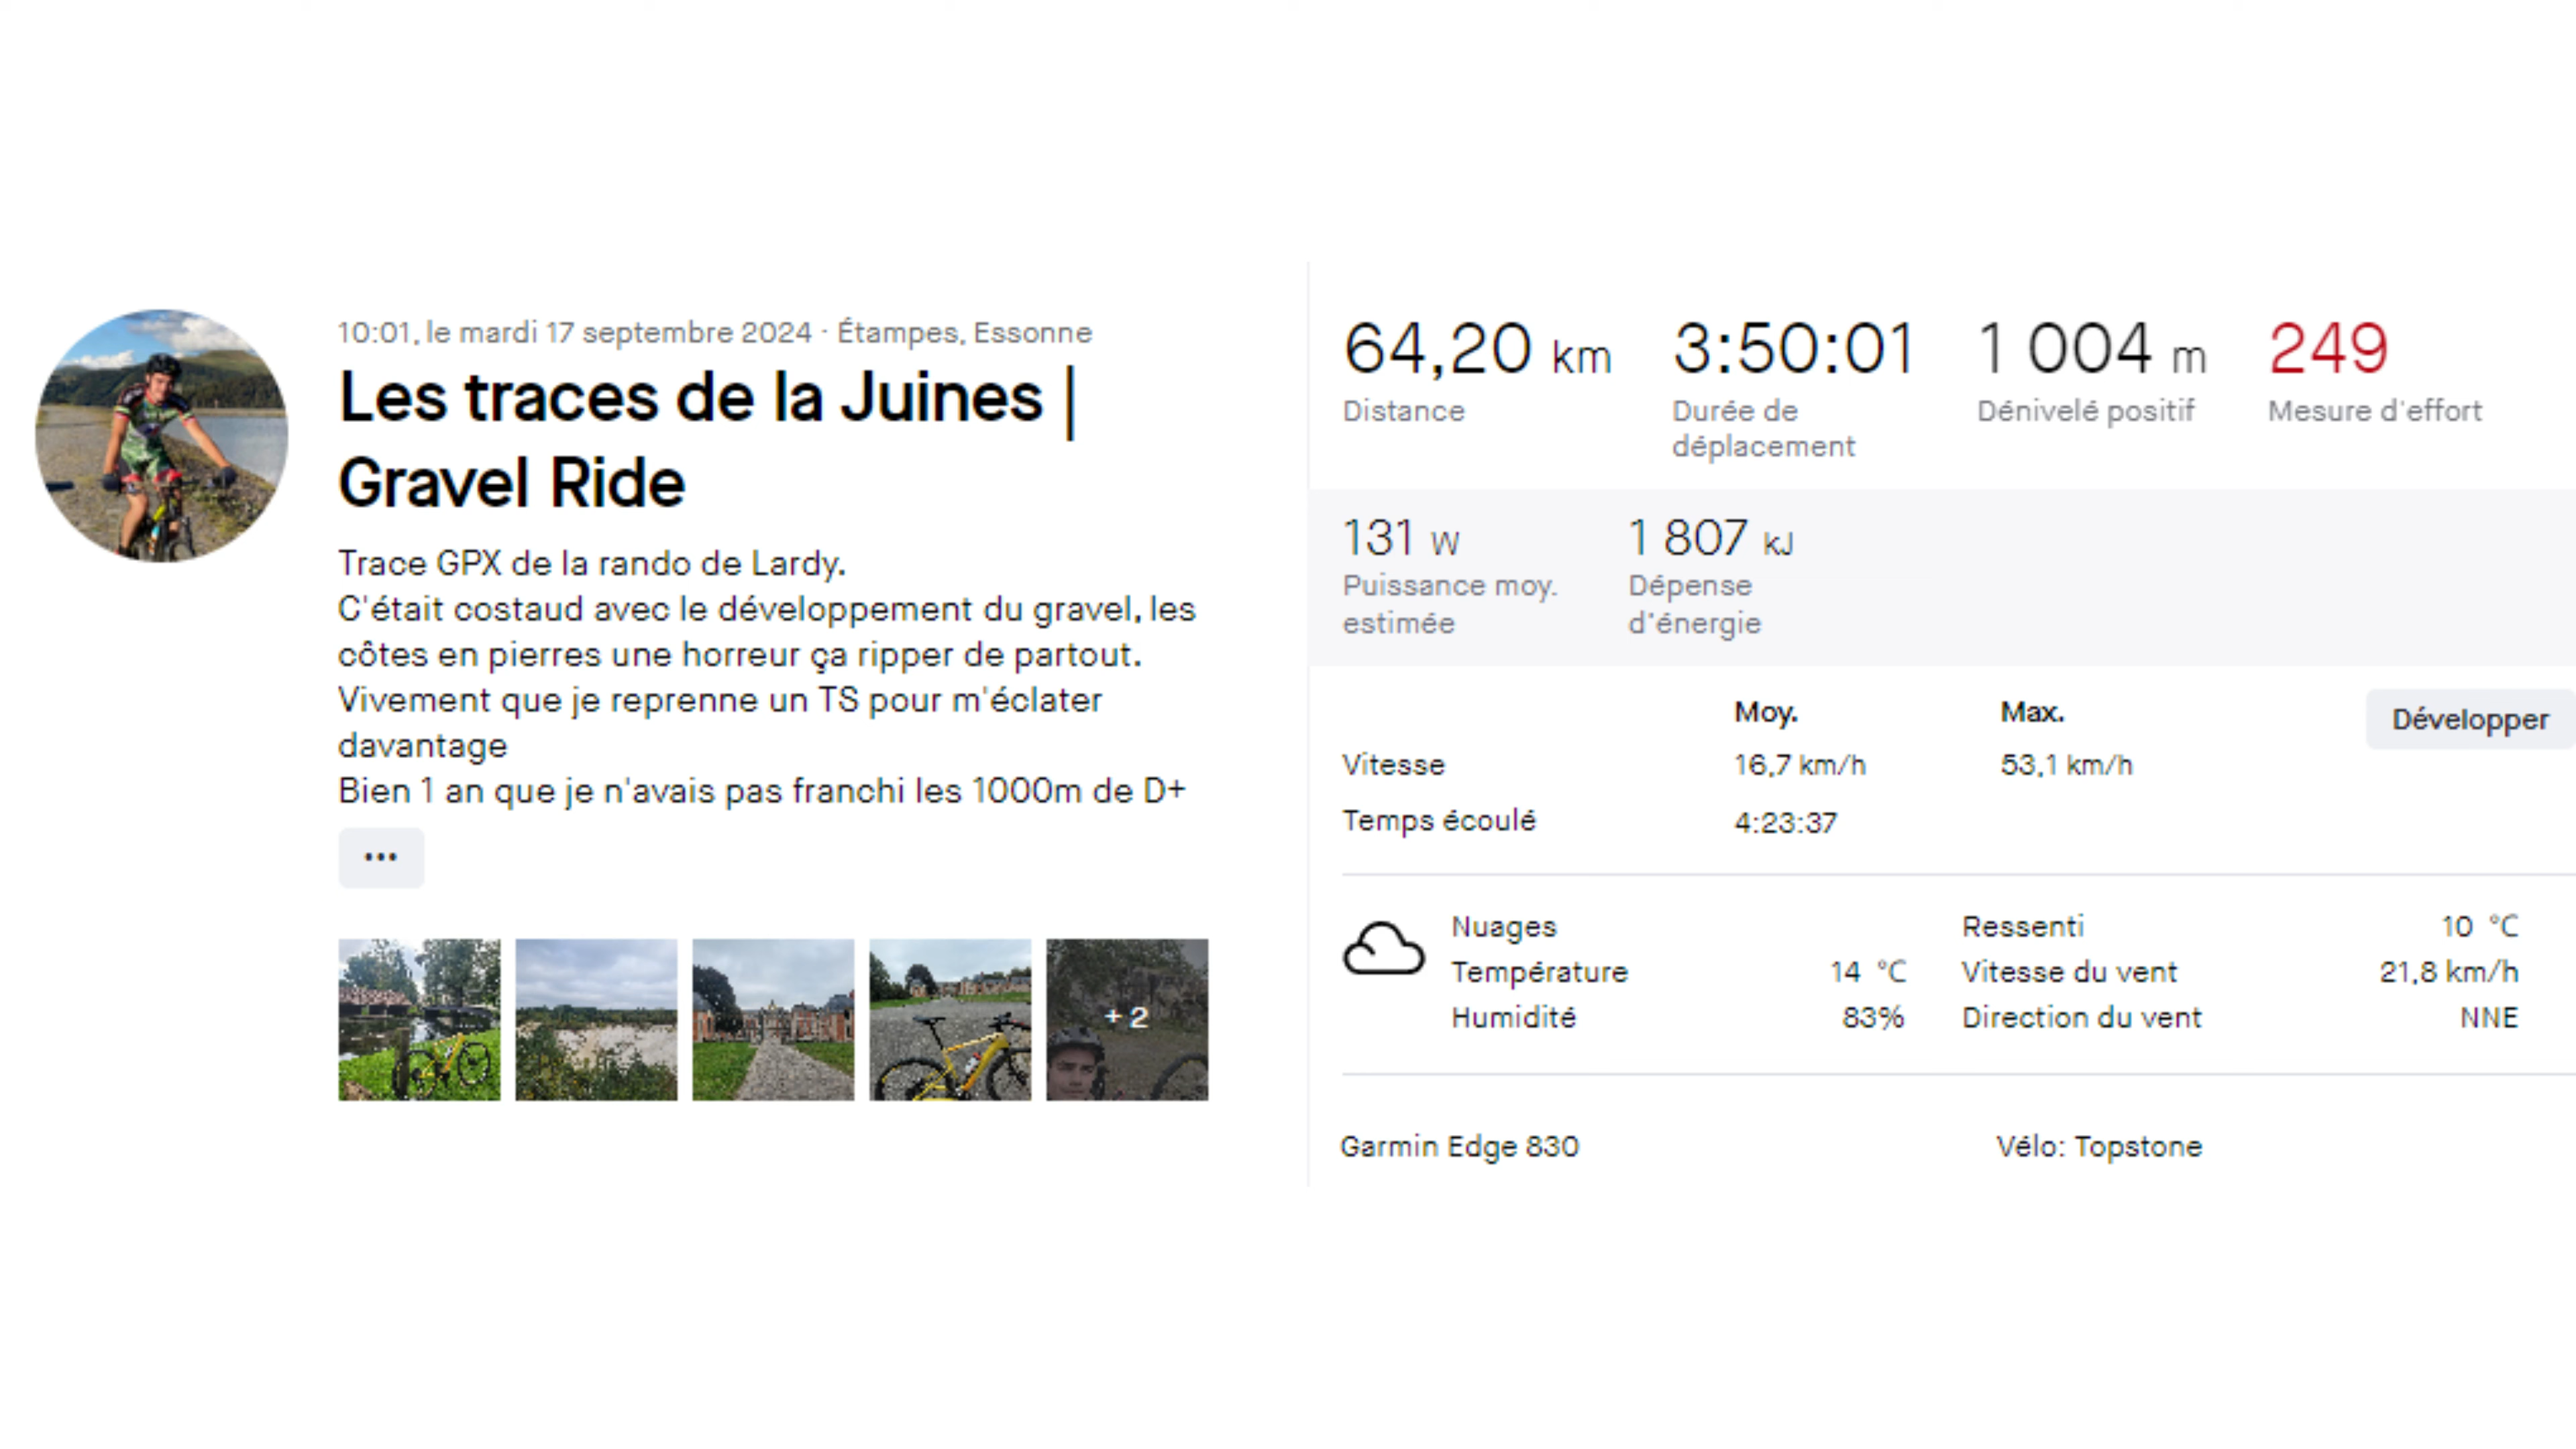 10:01, le mardi 17 septembre 2024 · Étampes, Essonne
Les traces de la Juines |
Gravel Ride
Trace GPX de la rando de Lardy.
C'était costaud avec le développement du gravel, les
côtes en pierres une horreur ça ripper de partout.
Vivement que je reprenne un TS pour m'éclater
davantage
Bien 1 an que je n'avais pas franchi les 1000m de D+
•••
+ 2
64,20 km
Distance
3:50:01
Durée de
déplacement
1 004 m
Dénivelé positif
249
Mesure d'effort
131 W
Puissance moy.
estimée
1 807 kJ
Dépense
d'énergie
Moy. Max.
Développer
Vitesse 16,7 km/h 53,1 km/h
Temps écoulé 4:23:37
Nuages
Température 14 °C
Humidité 83%
Ressenti 10 °C
Vitesse du vent 21,8 km/h
Direction du vent NNE
Garmin Edge 830
Vélo: Topstone